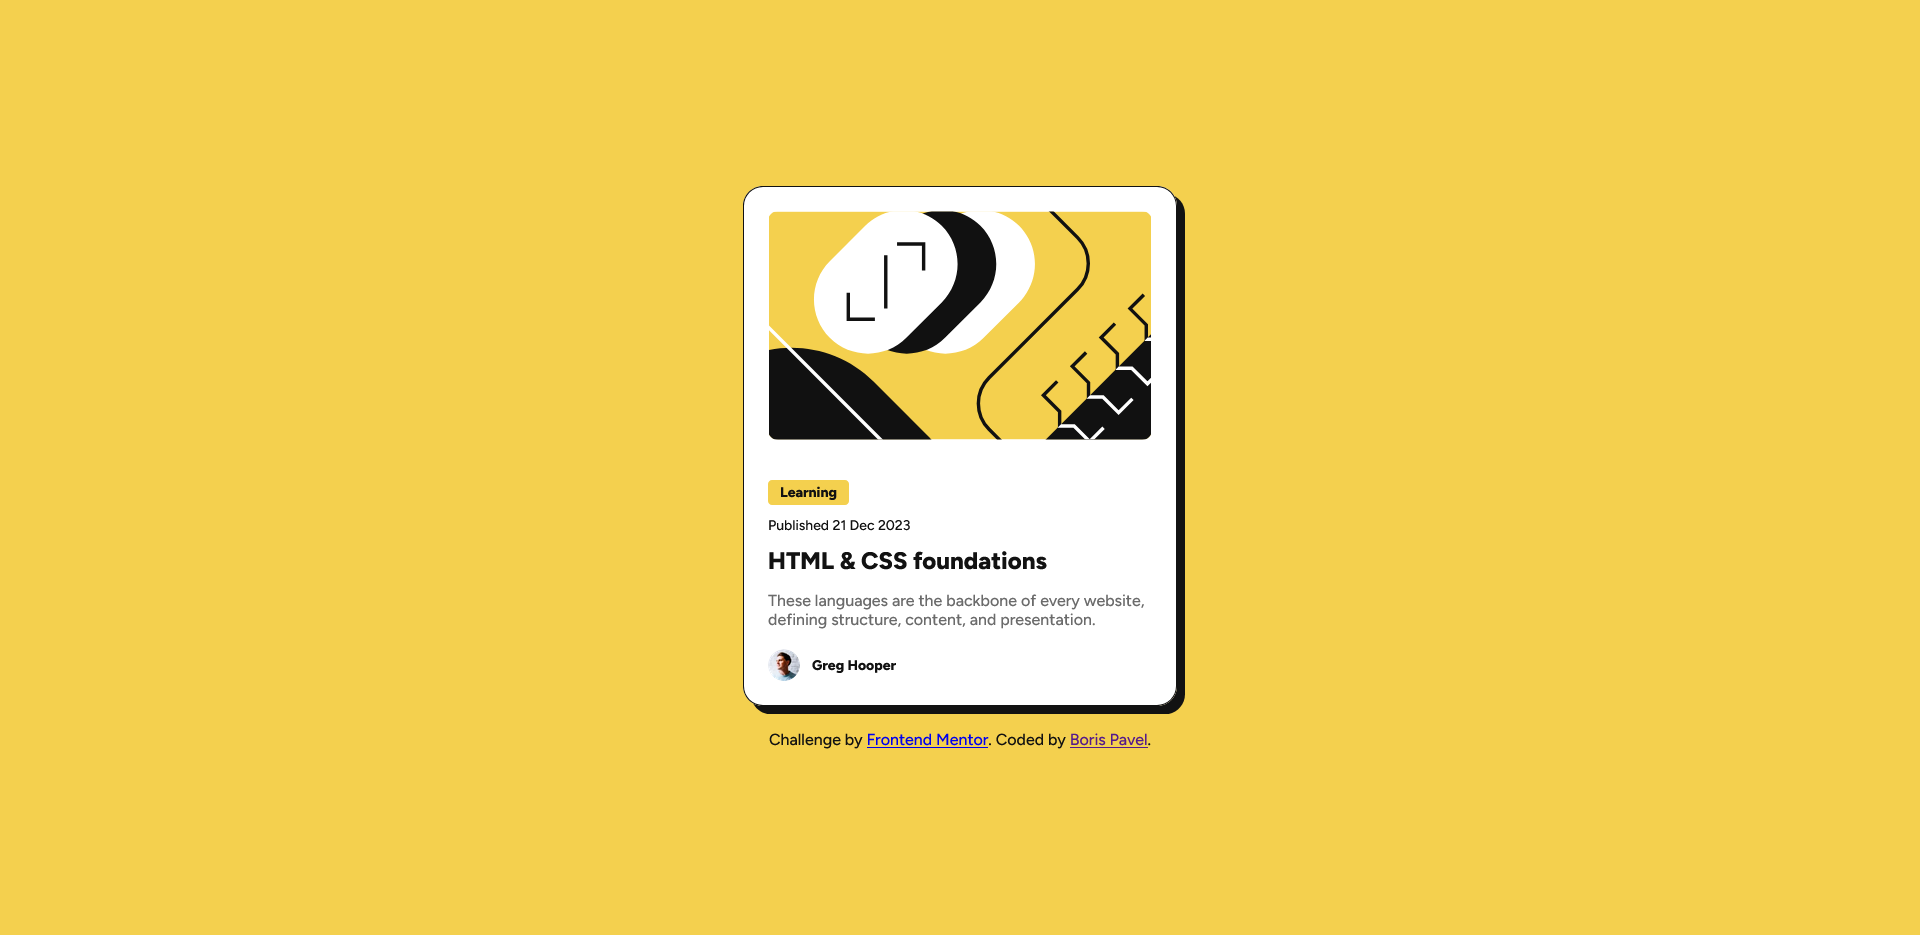 Learning
Published 21 Dec 2023
HTML & CSS foundations
These languages are the backbone of every website,
defining structure, content, and presentation.
Greg Hooper
Challenge by Frontend Mentor. Coded by Boris Pavel.